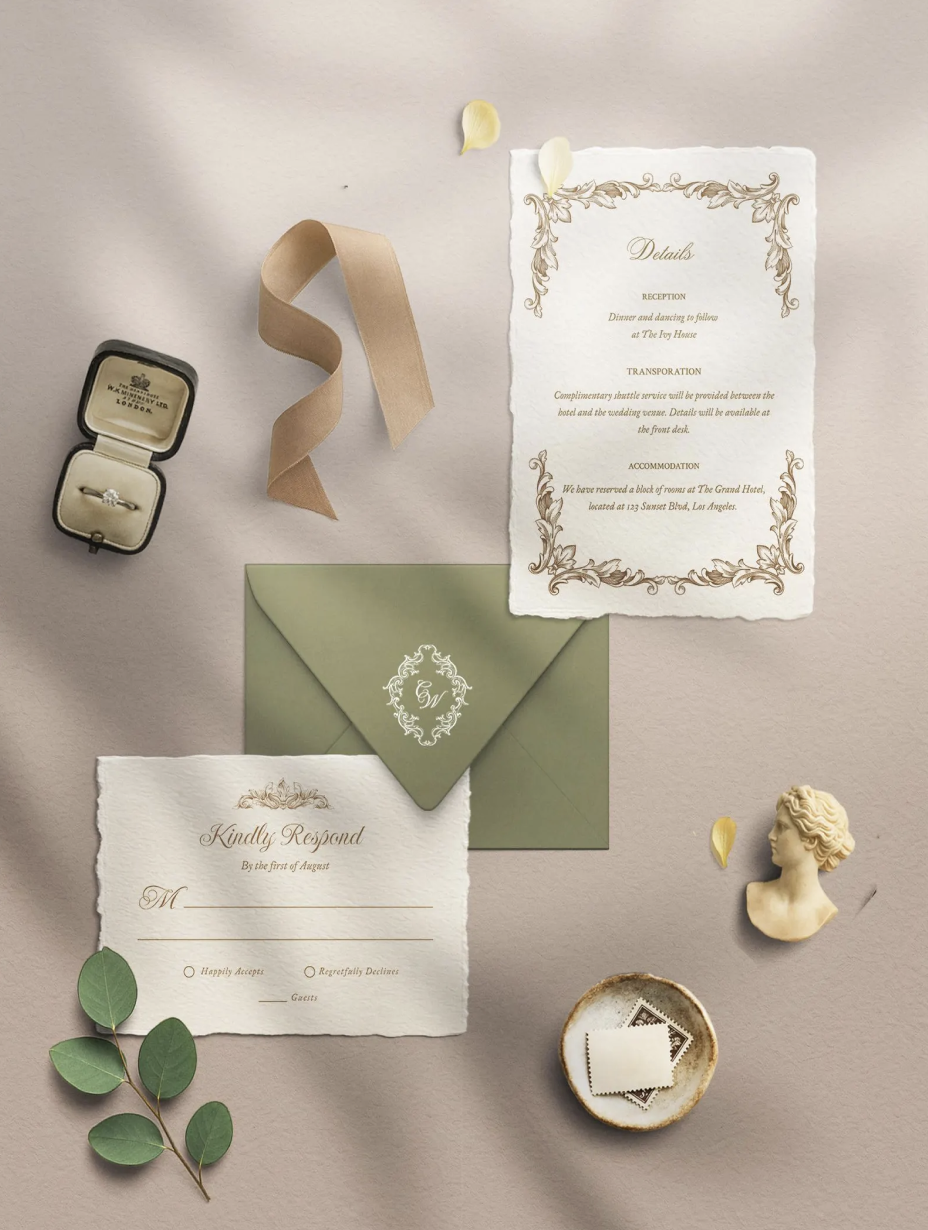 Details
RECEPTION
Dinner and dancing to follow
at The Ivy House
TRANSPORATION
Complimentary shuttle service will be provided between the
hotel and the wedding venue. Details will be available at
the front desk.
ACCOMMODATION
We have reserved a block of rooms at The Grand Hotel,
located at 123 Sunset Blvd, Los Angeles.
LONDON.
CW
Kindly Respond
By the first of August
M
Happily Accepts
Regretfully Declines
Guests